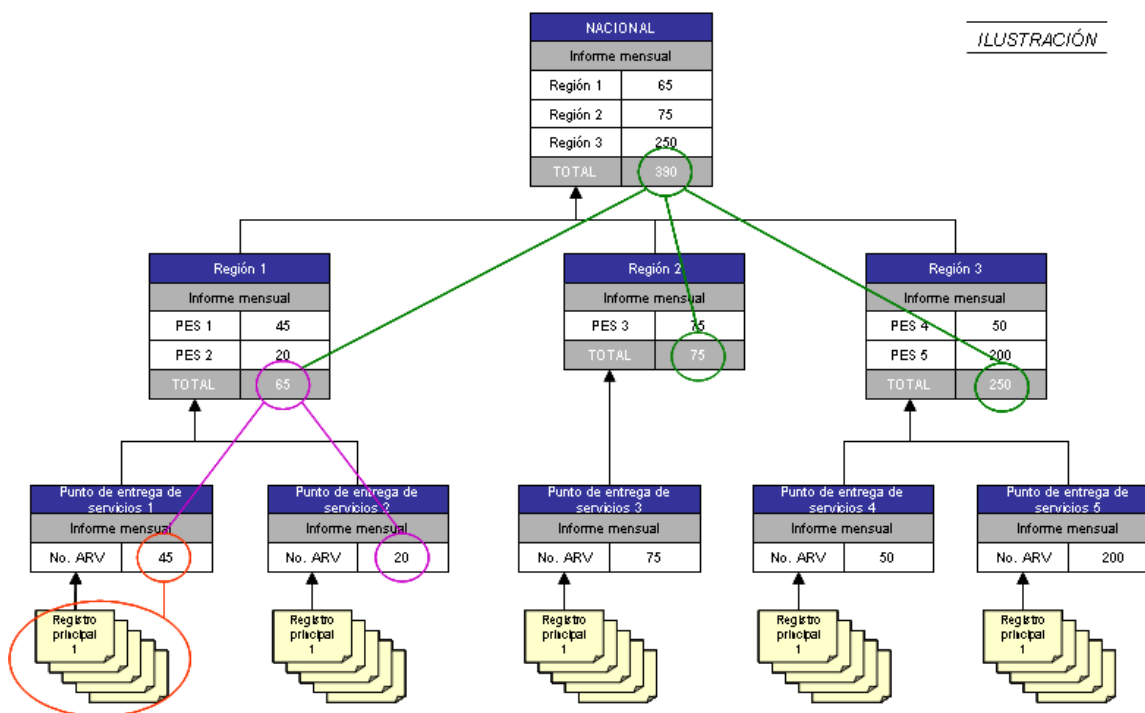 NACIONAL
ILUSTRACIÓN
Informe mensual
Región 1 65
Región 2 75
Región 3 250
TOTAL 390
Región 1
Informe mensual
PES 1 45
PES 2 20
TOTAL 65
Región 2
Informe mensual
PES 3 75
TOTAL 75
Región 3
Informe mensual
PES 4 50
PES 5 200
TOTAL 250
Punto de entrega de
servicios 1
Informe mensual
No. ARV 45
Registro
principal
1
Punto de entrega de
servicios 2
Informe mensual
No. ARV 20
Registro
principal
1
Punto de entrega de
servicios 3
Informe mensual
No. ARV 75
Registro
principal
1
Punto de entrega de
servicios 4
Informe mensual
No. ARV 50
Registro
principal
1
Punto de entrega de
servicios 5
Informe mensual
No. ARV 200
Registro
principal
1